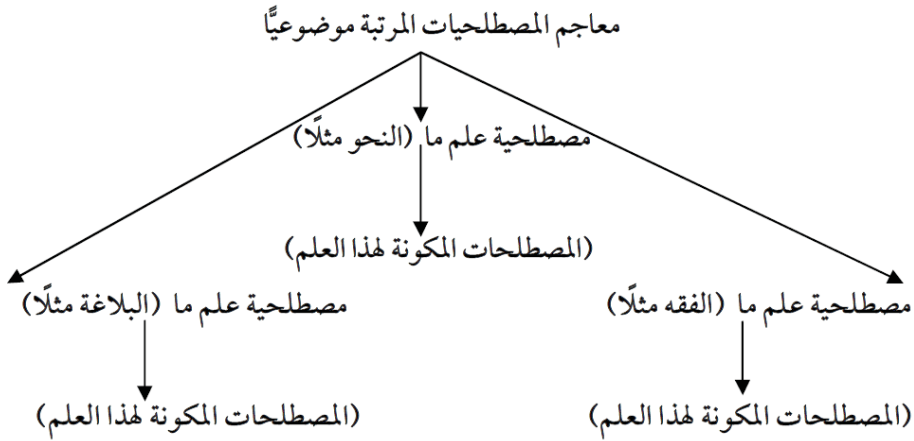 معاجم المصطلحيات المرتبة موضوعيًّا
مصطلحية علم ما (النحو مثلًا)
(المصطلحات المكونة لهذا العلم)
مصطلحية علم ما (الفقه مثلًا)
مصطلحية علم ما (البلاغة مثلًا)
(المصطلحات المكونة لهذا العلم)
(المصطلحات المكونة لهذا العلم)